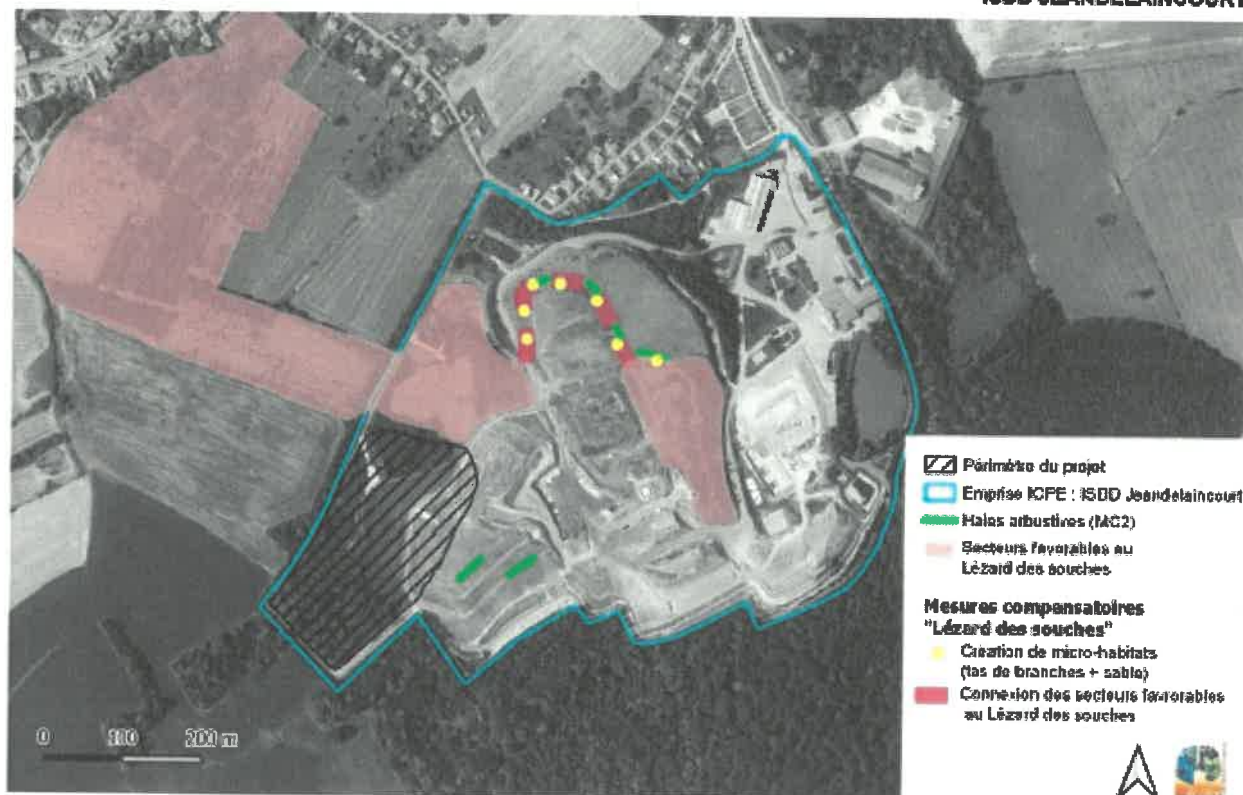 ISDD JEANDELAINCOURT
Périmètre du projet
Emprise ICPE : ISDD Jeandelaincourt
Haies arbustives (MC2)
Secteurs favorables au
Lézard des souches
Mesures compensatoires
"Lézard des souches"
Création de micro-habitats
(tas de branches + sable)
Connexion des secteurs favorables
au Lézard des souches
0 100 200 m